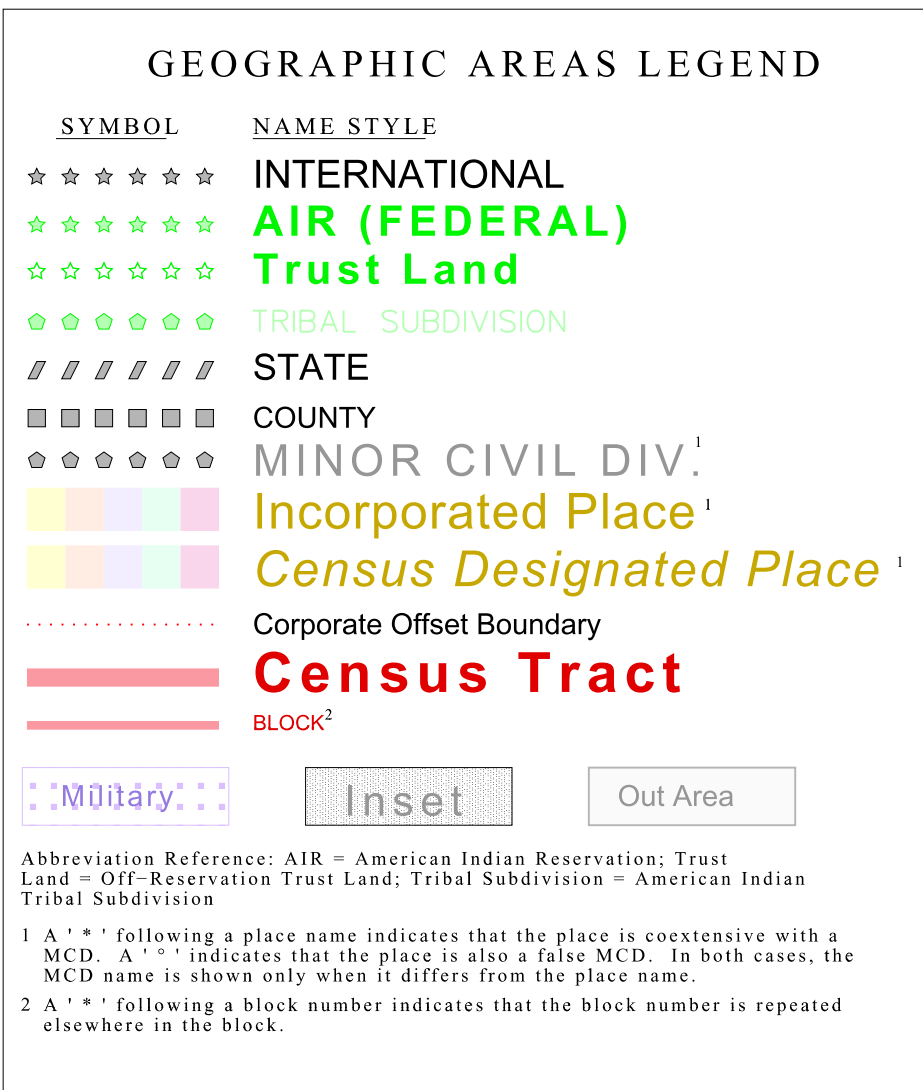 GEOGRAPHIC AREAS LEGEND
SYMBOL NAME STYLE
INTERNATIONAL
AIR (FEDERAL)
Trust Land
TRIBAL SUBDIVISION
STATE
COUNTY
MINOR CIVIL DIV.¹
Incorporated Place ¹
Census Designated Place ¹
Corporate Offset Boundary
Census Tract
BLOCK²
Military Inset Out Area
Abbreviation Reference: AIR = American Indian Reservation; Trust
Land = Off−Reservation Trust Land; Tribal Subdivision = American Indian
Tribal Subdivision
1 A ' * ' following a place name indicates that the place is coextensive with a
MCD. A ' ° ' indicates that the place is also a false MCD. In both cases, the
MCD name is shown only when it differs from the place name.
2 A ' * ' following a block number indicates that the block number is repeated
elsewhere in the block.